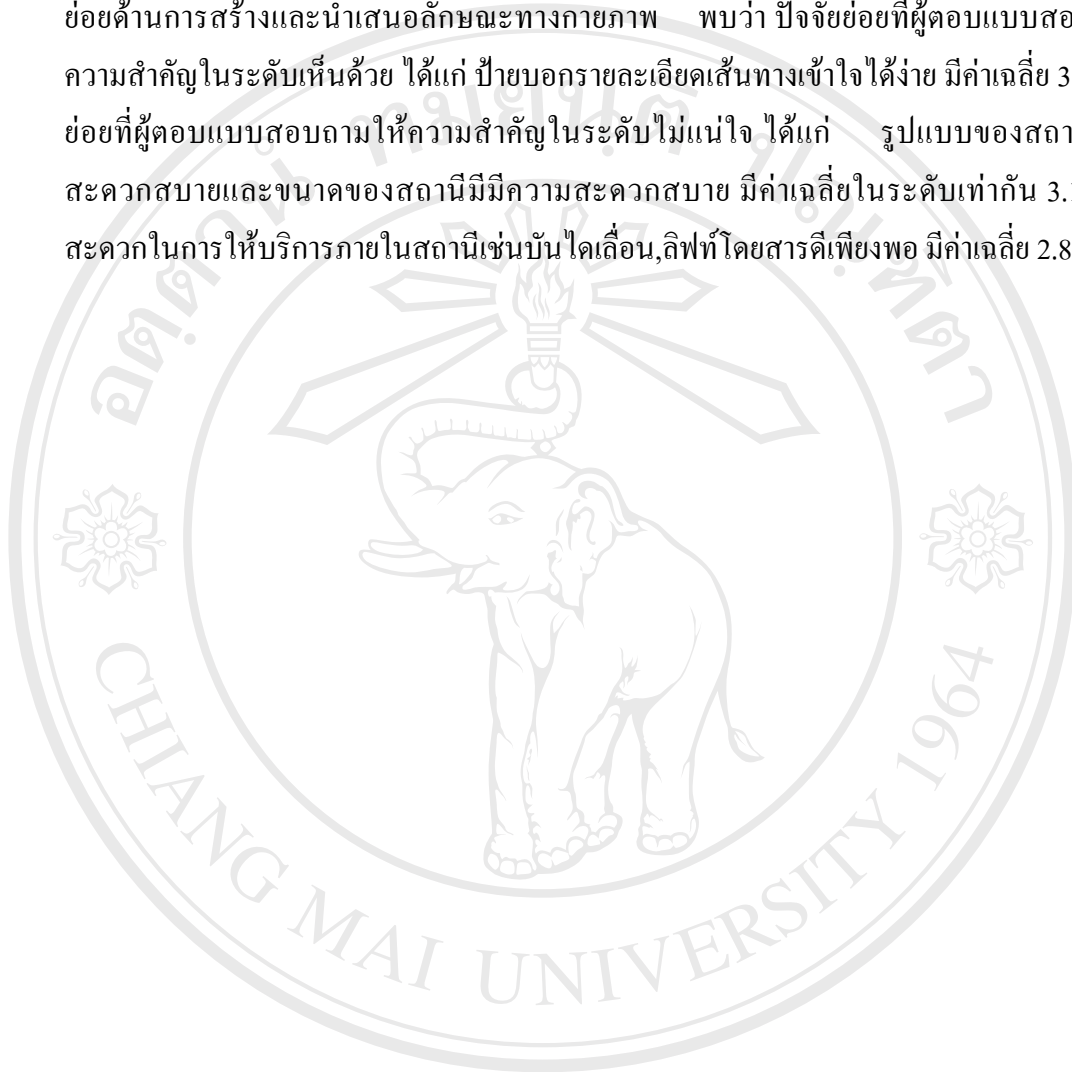 ย่อยด้านการสร้างและนำเสนอลักษณะทางกายภาพ พบว่า ปัจจัยย่อยที่ผู้ตอบแบบสอ
ความสำคัญในระดับเห็นด้วย ได้แก่ ป้ายบอกรายละเอียดเส้นทางเข้าใจได้ง่าย มีค่าเฉลี่ย 3
ย่อยที่ผู้ตอบแบบสอบถามให้ความสำคัญในระดับไม่แน่ใจ ได้แก่ รูปแบบของสถา
สะดวกสบายและขนาดของสถานีมีมีความสะดวกสบาย มีค่าเฉลี่ยในระดับเท่ากัน 3.
สะดวกในการให้บริการภายในสถานีเช่นบันไดเลื่อน,ลิฟท์โดยสารดีเพียงพอ มีค่าเฉลี่ย 2.8
CHIANG MAI UNIVERSITY 1964